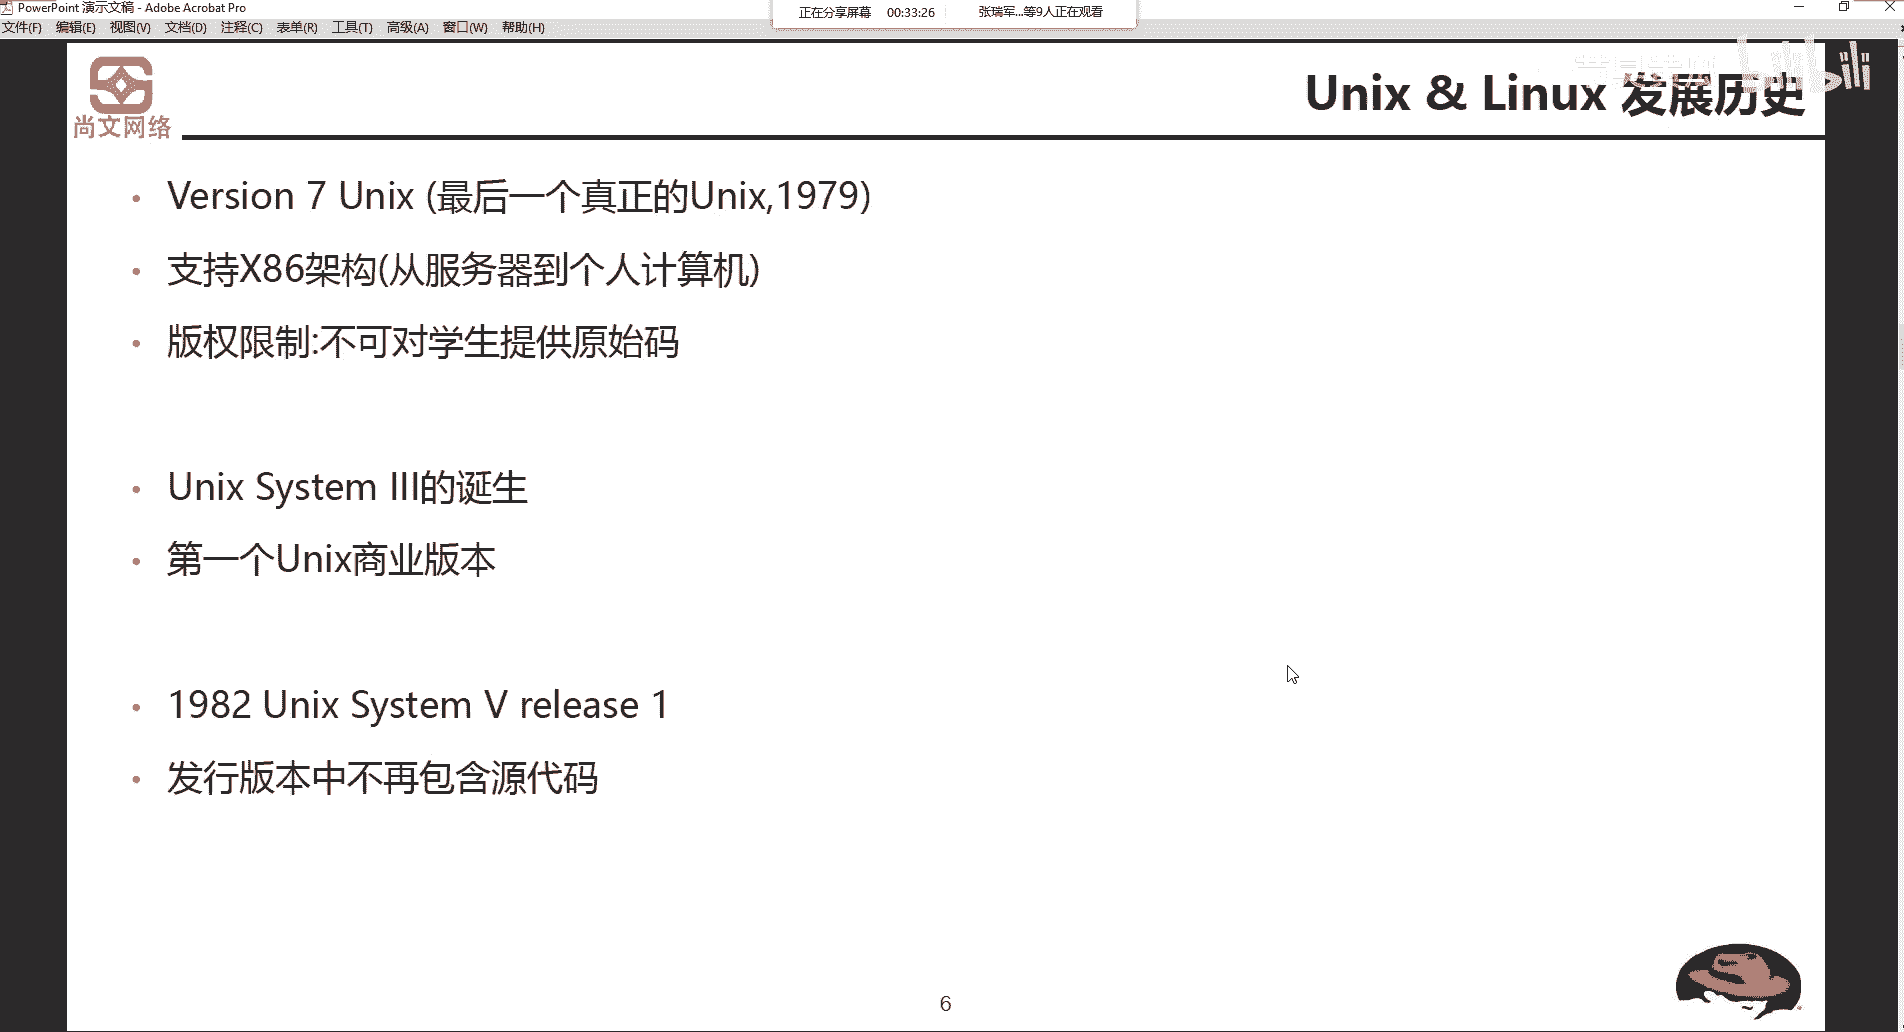 PowerPoint 演示文稿 - Adobe Acrobat Pro
正在分享屏幕 00:33:26 张瑞军...等9人正在观看
文件(F) 编辑(E) 视图(V) 文档(D) 注释(C) 表单(R) 工具(T) 高级(A) 窗口(W) 帮助(H)
尚文网络
Unix & Linux 发展历史
bilibili
• Version 7 Unix (最后一个真正的Unix,1979)
• 支持X86架构(从服务器到个人计算机)
• 版权限制:不可对学生提供原始码
• Unix System III的诞生
• 第一个Unix商业版本
• 1982 Unix System V release 1
• 发行版本中不再包含源代码
6